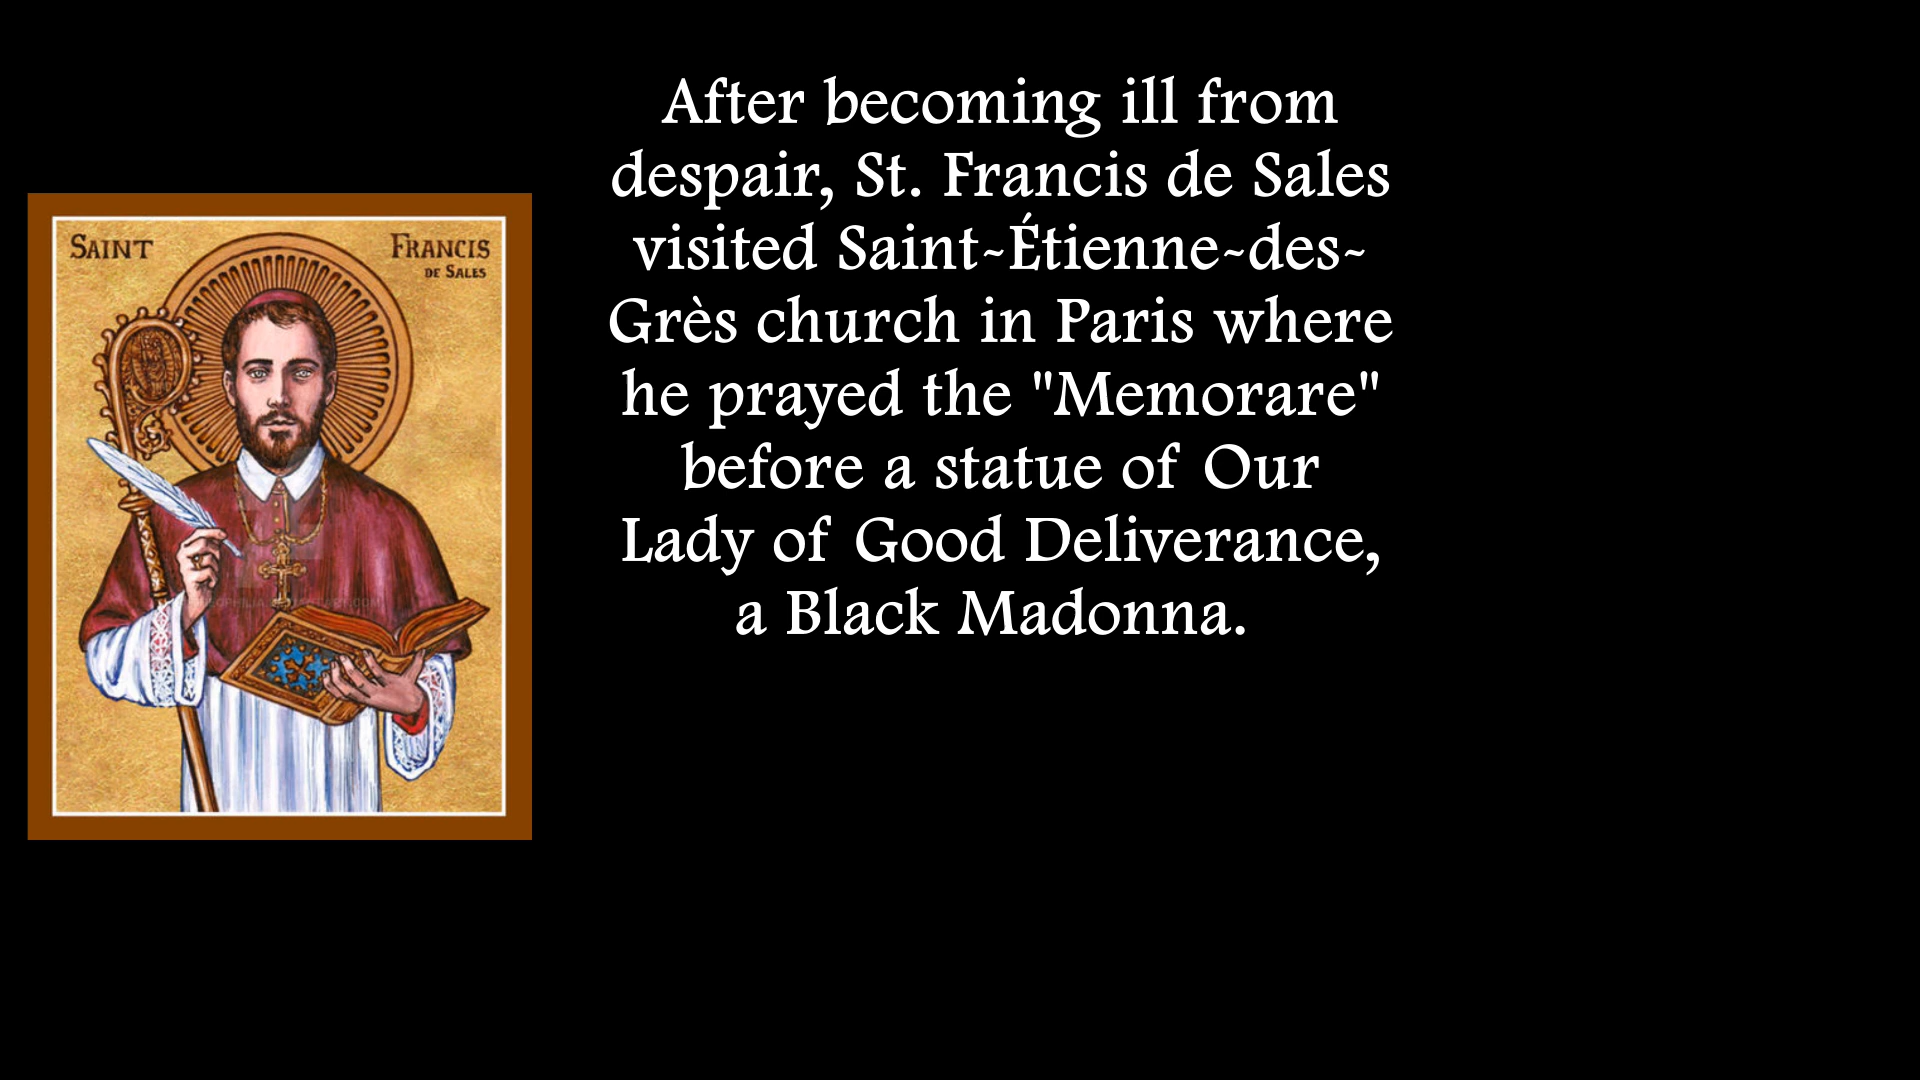 SAINT
FRANCIS
DE SALES
After becoming ill from
despair, St. Francis de Sales
visited Saint~Étienne~des~
Grès church in Paris where
he prayed the "Memorare"
before a statue of Our
Lady of Good Deliverance,
a Black Madonna.